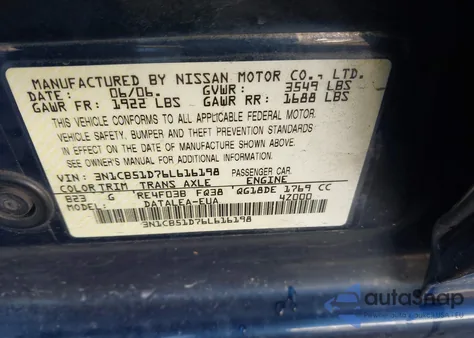 MANUFACTURED BY NISSAN MOTOR CO., LTD.
DATE: 06/06. GVWR: 3549 LBS
GAWR FR: 1922 LBS GAWR RR: 1688 LBS
THIS VEHICLE CONFORMS TO ALL APPLICABLE FEDERAL MOTOR
VEHICLE SAFETY, BUMPER AND THEFT PREVENTION STANDARDS
IN EFFECT ON THE DATE OF MANUFACTURE SHOWN ABOVE.
SEE OWNER'S MANUAL FOR ADDITIONAL INFORMATION.
VIN: 3N1CB51D76L616198 PASSENGER CAR.
COLOR TRIM TRANS AXLE ENGINE
B23 G RE4F03B FQ38 QG18DE 1769 CC
MODEL: DATALEA-EUA 4Z000
3N1CB51D76L616198
autoSnap